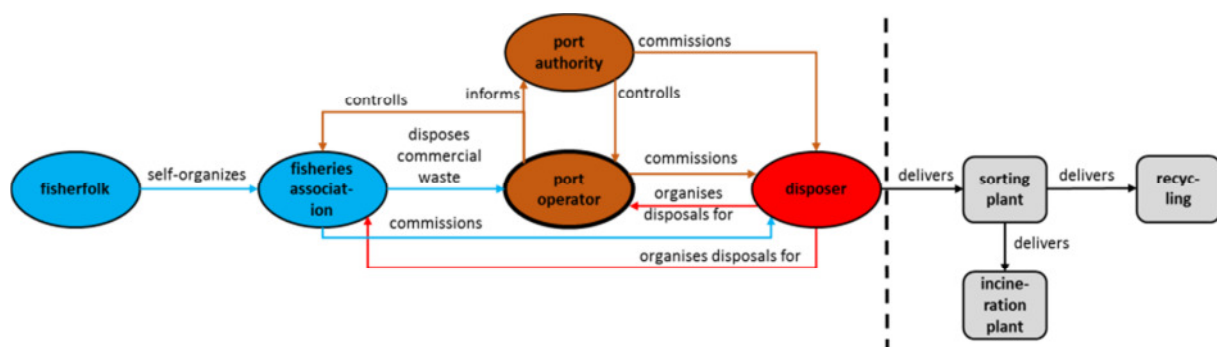 port
authority
commissions
controlls
informs
controlls
disposes
commercial
waste
fisherfolk
self-organizes
fisheries
associat-
ion
port
operator
commissions
organises
disposals for
disposer
delivers
sorting
plant
delivers
recyc-
ling
commissions
organises disposals for
delivers
incine-
ration
plant